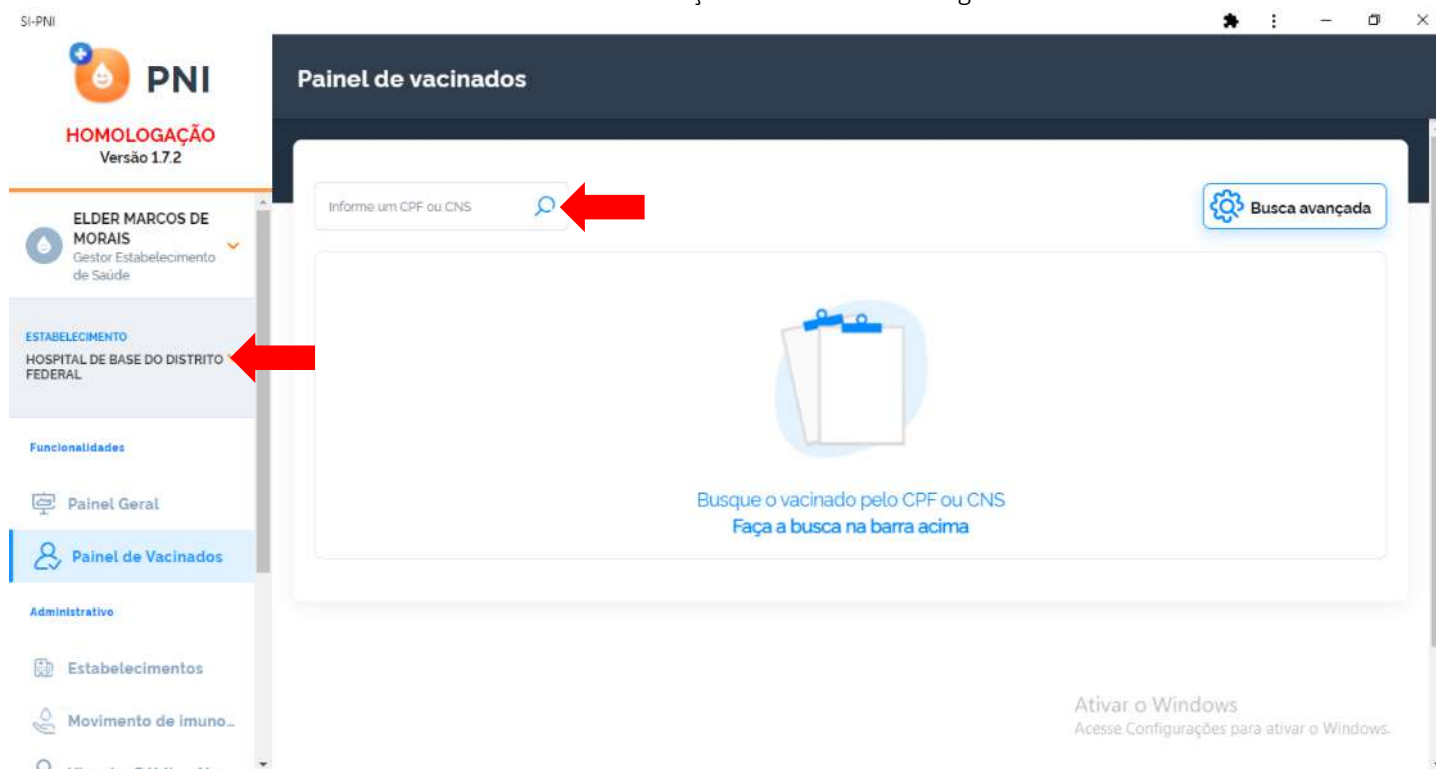 SI-PNI
PNI
HOMOLOGAÇÃO
Versão 1.7.2
ELDER MARCOS DE
MORAIS
Gestor Estabelecimento
de Saúde
ESTABELECIMENTO
HOSPITAL DE BASE DO DISTRITO
FEDERAL
Funcionalidades
Painel Geral
Painel de Vacinados
Administrativo
Estabelecimentos
Movimento de imuno...
Painel de vacinados
Informe um CPF ou CNS
Busca avançada
Busque o vacinado pelo CPF ou CNS
Faça a busca na barra acima
Ativar o Windows
Acesse Configurações para ativar o Windows.